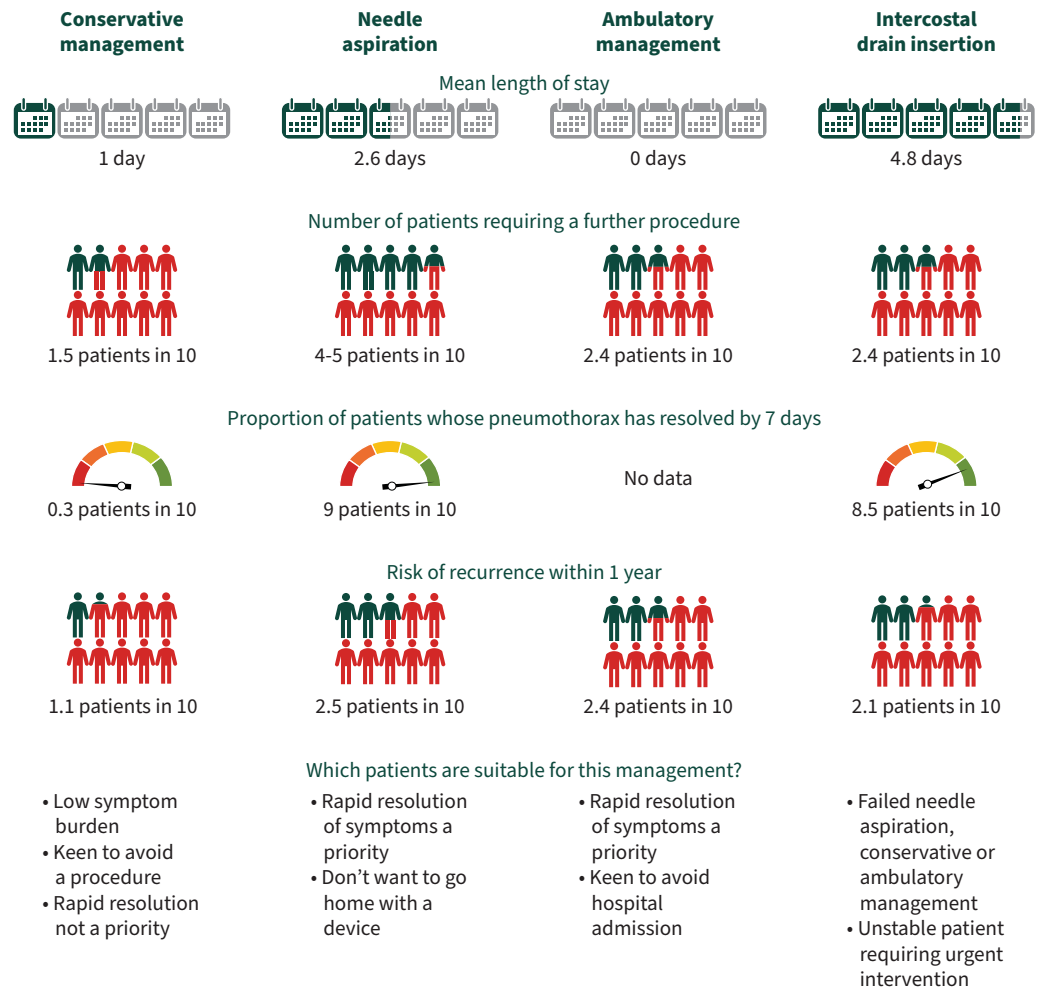 Conservative
management
Needle
aspiration
Ambulatory
management
Intercostal
drain insertion
Mean length of stay
1 day
2.6 days
0 days
4.8 days
Number of patients requiring a further procedure
1.5 patients in 10
4-5 patients in 10
2.4 patients in 10
2.4 patients in 10
Proportion of patients whose pneumothorax has resolved by 7 days
0.3 patients in 10
9 patients in 10
No data
8.5 patients in 10
Risk of recurrence within 1 year
1.1 patients in 10
2.5 patients in 10
2.4 patients in 10
2.1 patients in 10
Which patients are suitable for this management?
• Low symptom
burden
• Keen to avoid
a procedure
• Rapid resolution
not a priority
• Rapid resolution
of symptoms a
priority
• Don't want to go
home with a
device
• Rapid resolution
of symptoms a
priority
• Keen to avoid
hospital
admission
• Failed needle
aspiration,
conservative or
ambulatory
management
• Unstable patient
requiring urgent
intervention